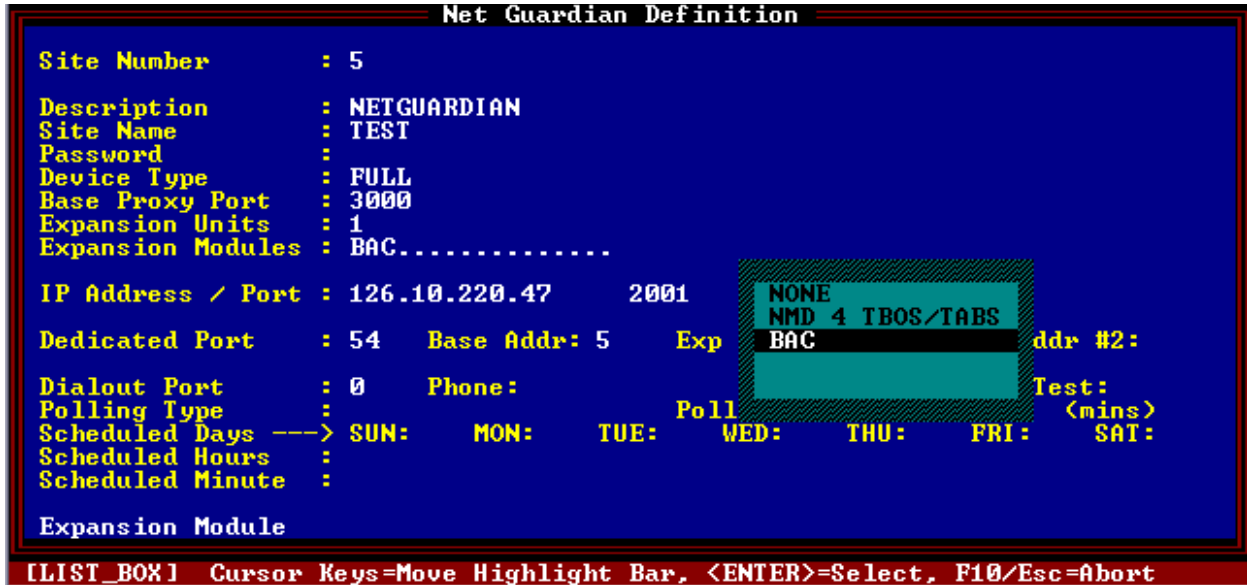 Net Guardian Definition
Site Number : 5
Description : NETGUARDIAN
Site Name : TEST
Password :
Device Type : FULL
Base Proxy Port : 3000
Expansion Units : 1
Expansion Modules : BAC..............
IP Address / Port : 126.10.220.47 2001
NONE
NMD 4 TBOS/TABS
BAC
Dedicated Port : 54 Base Addr: 5 Exp ddr #2:
Dialout Port : 0 Phone: Test:
Polling Type : Poll (mins)
Scheduled Days ---> SUN: MON: TUE: WED: THU: FRI: SAT:
Scheduled Hours :
Scheduled Minute :
Expansion Module
[LIST_BOX] Cursor Keys=Move Highlight Bar, <ENTER>=Select, F10/Esc=Abort